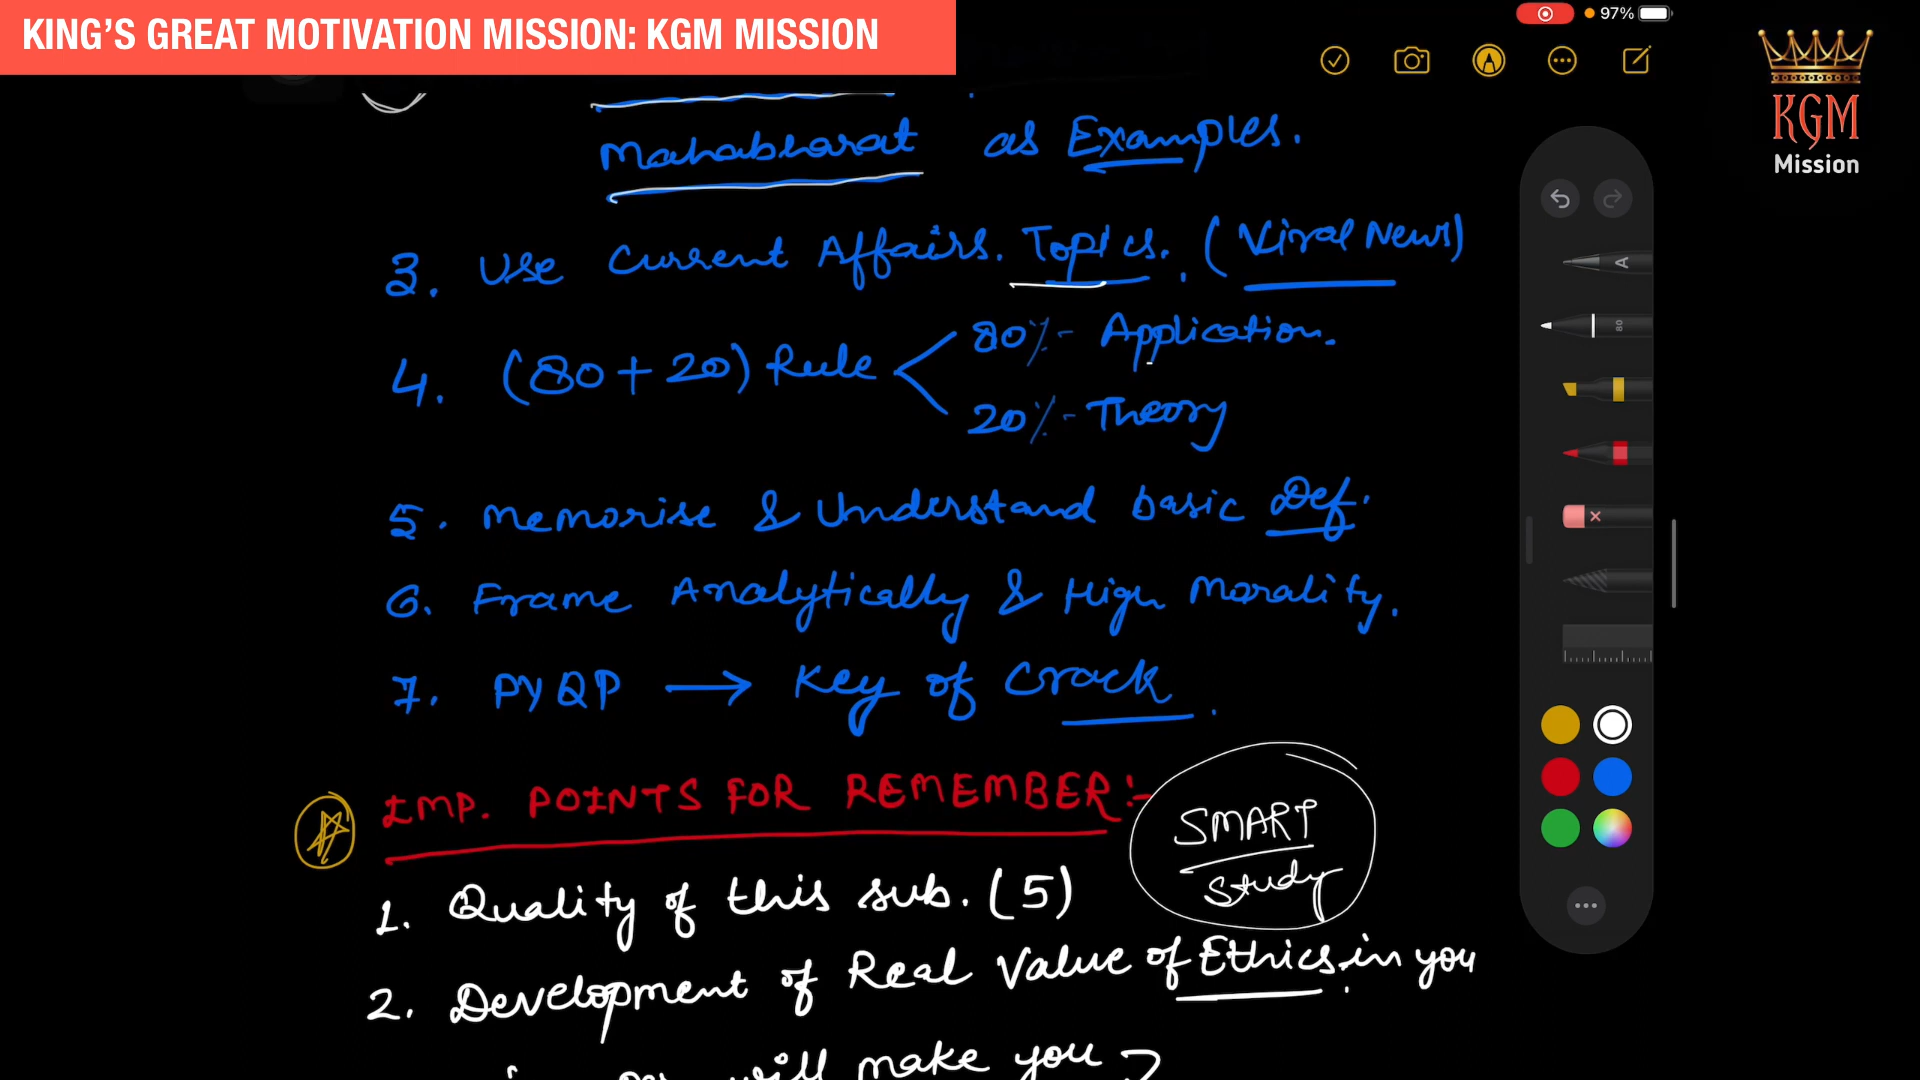 KING'S GREAT MOTIVATION MISSION: KGM MISSION
97%
KGM
Mission
Mahabharat as Examples.
3. Use Current Affairs. Topics. (Viral News)
4. (80+20) Rule
80% - Application.
20% - Theory
5. Memorise & Understand basic Def.
6. Frame Analytically & High Morality.
7. PYQP → Key of Crack.
IMP. POINTS FOR REMEMBER:-
SMART
Study
1. Quality of this sub. (5)
2. Development of Real Value of Ethics in you
will make you
A
80